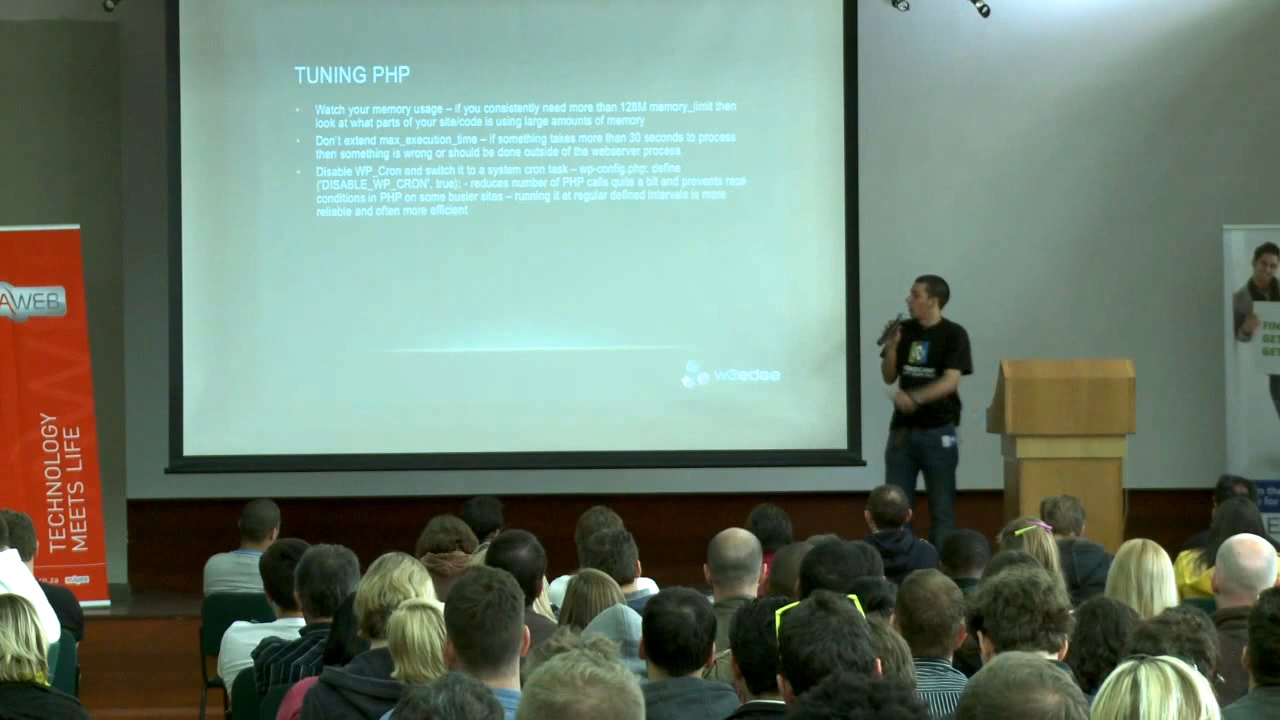 TUNING PHP
• Watch your memory usage – if you consistently need more than 128M memory_limit then
look at what parts of your site/code is using large amounts of memory
• Don't extend max_execution_time – if something takes more than 30 seconds to process
then something is wrong or should be done outside of the webserver process
• Disable WP_Cron and switch it to a system cron task – wp-config.php: define
('DISABLE_WP_CRON', true); - reduces number of PHP calls quite a bit and prevents race
conditions in PHP on some busier sites – running it at regular defined intervals is more
reliable and often more efficient
w3edge
AWEB
TECHNOLOGY
MEETS LIFE
FIN
GET
GET